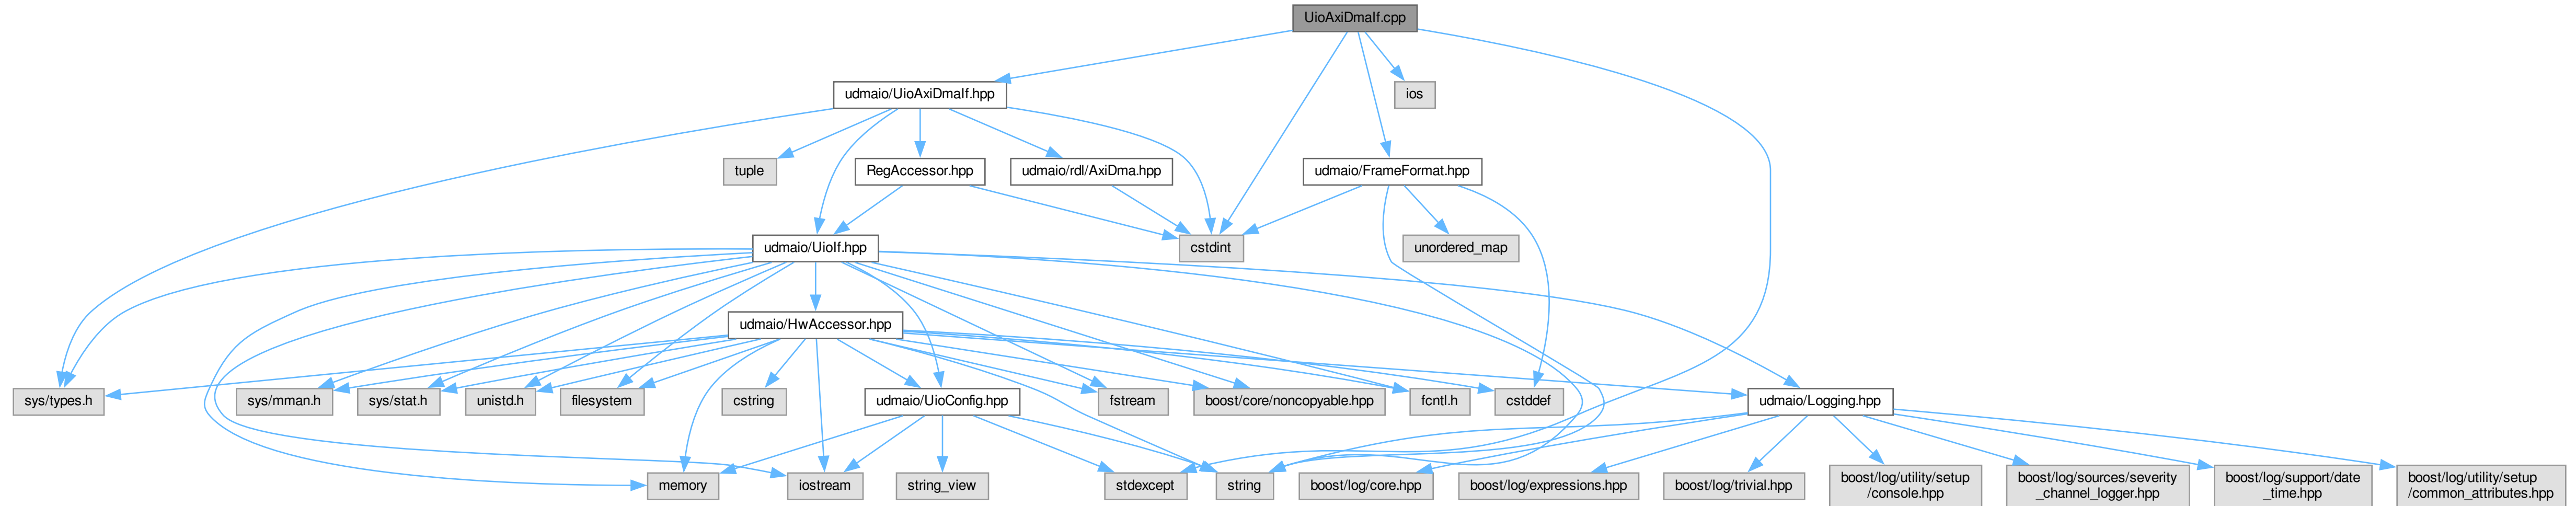 UioAxiDmaIf.cpp
udmaio/UioAxiDmaIf.hpp
ios
tuple
RegAccessor.hpp
udmaio/rdl/AxiDma.hpp
udmaio/FrameFormat.hpp
udmaio/UioIf.hpp
cstdint
unordered_map
udmaio/HwAccessor.hpp
sys/types.h
sys/mman.h
sys/stat.h
unistd.h
filesystem
cstring
udmaio/UioConfig.hpp
fstream
boost/core/noncopyable.hpp
fcntl.h
cstddef
udmaio/Logging.hpp
memory
iostream
string_view
stdexcept
string
boost/log/core.hpp
boost/log/expressions.hpp
boost/log/trivial.hpp
boost/log/utility/setup
/console.hpp
boost/log/sources/severity
_channel_logger.hpp
boost/log/support/date
_time.hpp
boost/log/utility/setup
/common_attributes.hpp